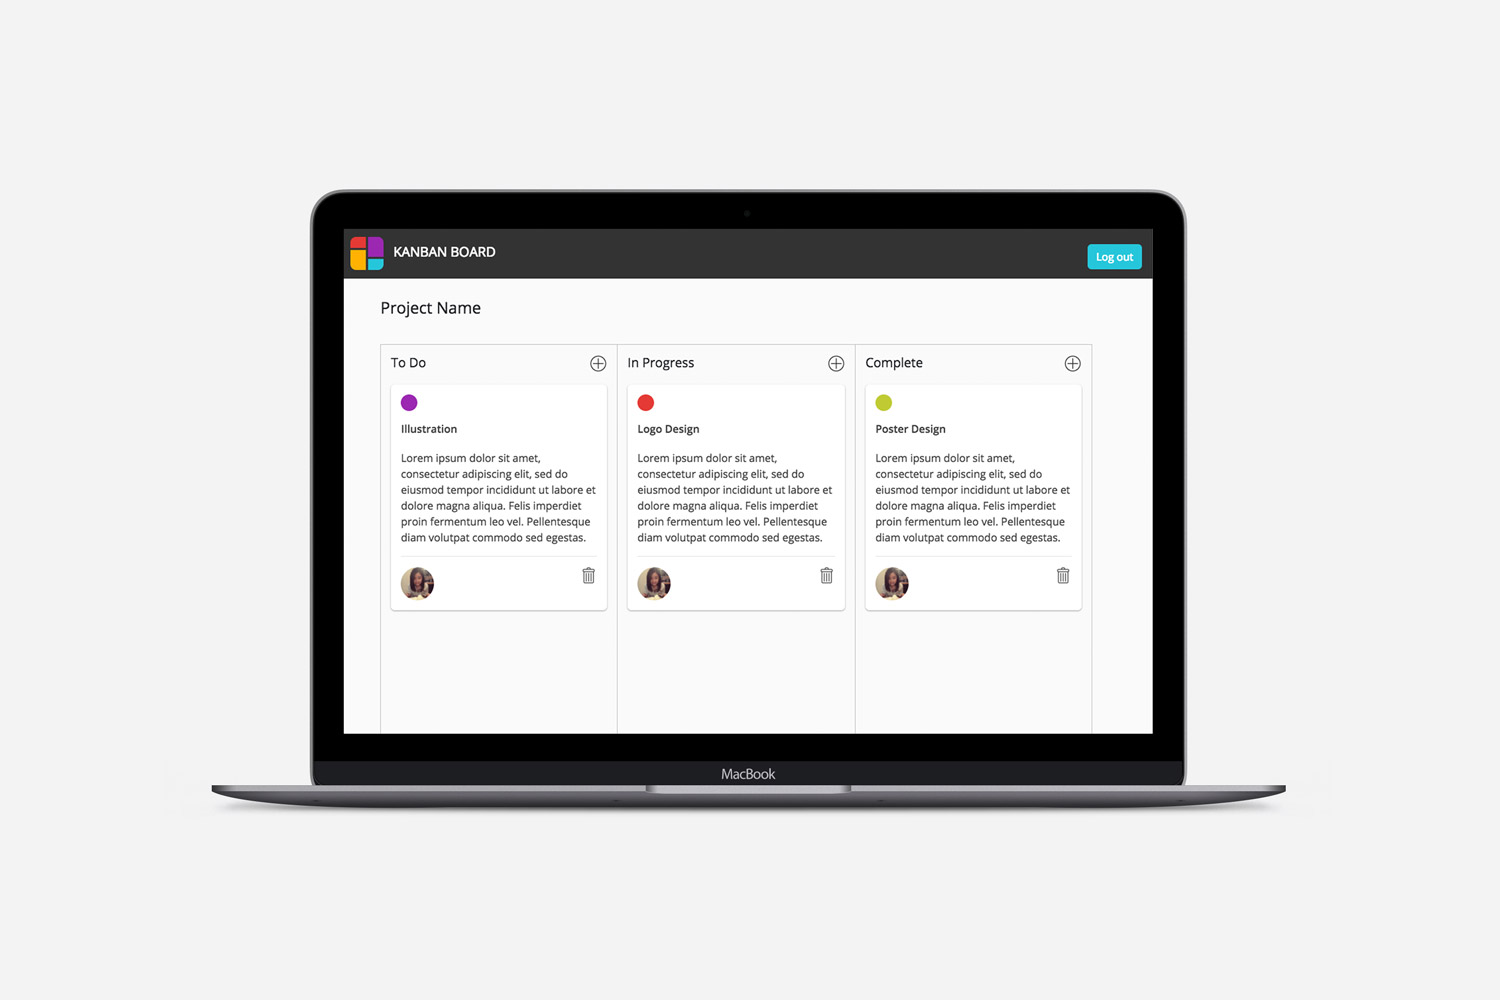 KANBAN BOARD
Log out
Project Name
To Do
Illustration
Lorem ipsum dolor sit amet,
consectetur adipiscing elit, sed do
eiusmod tempor incididunt ut labore et
dolore magna aliqua. Felis imperdiet
proin fermentum leo vel. Pellentesque
diam volutpat commodo sed egestas.
In Progress
Logo Design
Lorem ipsum dolor sit amet,
consectetur adipiscing elit, sed do
eiusmod tempor incididunt ut labore et
dolore magna aliqua. Felis imperdiet
proin fermentum leo vel. Pellentesque
diam volutpat commodo sed egestas.
Complete
Poster Design
Lorem ipsum dolor sit amet,
consectetur adipiscing elit, sed do
eiusmod tempor incididunt ut labore et
dolore magna aliqua. Felis imperdiet
proin fermentum leo vel. Pellentesque
diam volutpat commodo sed egestas.
MacBook